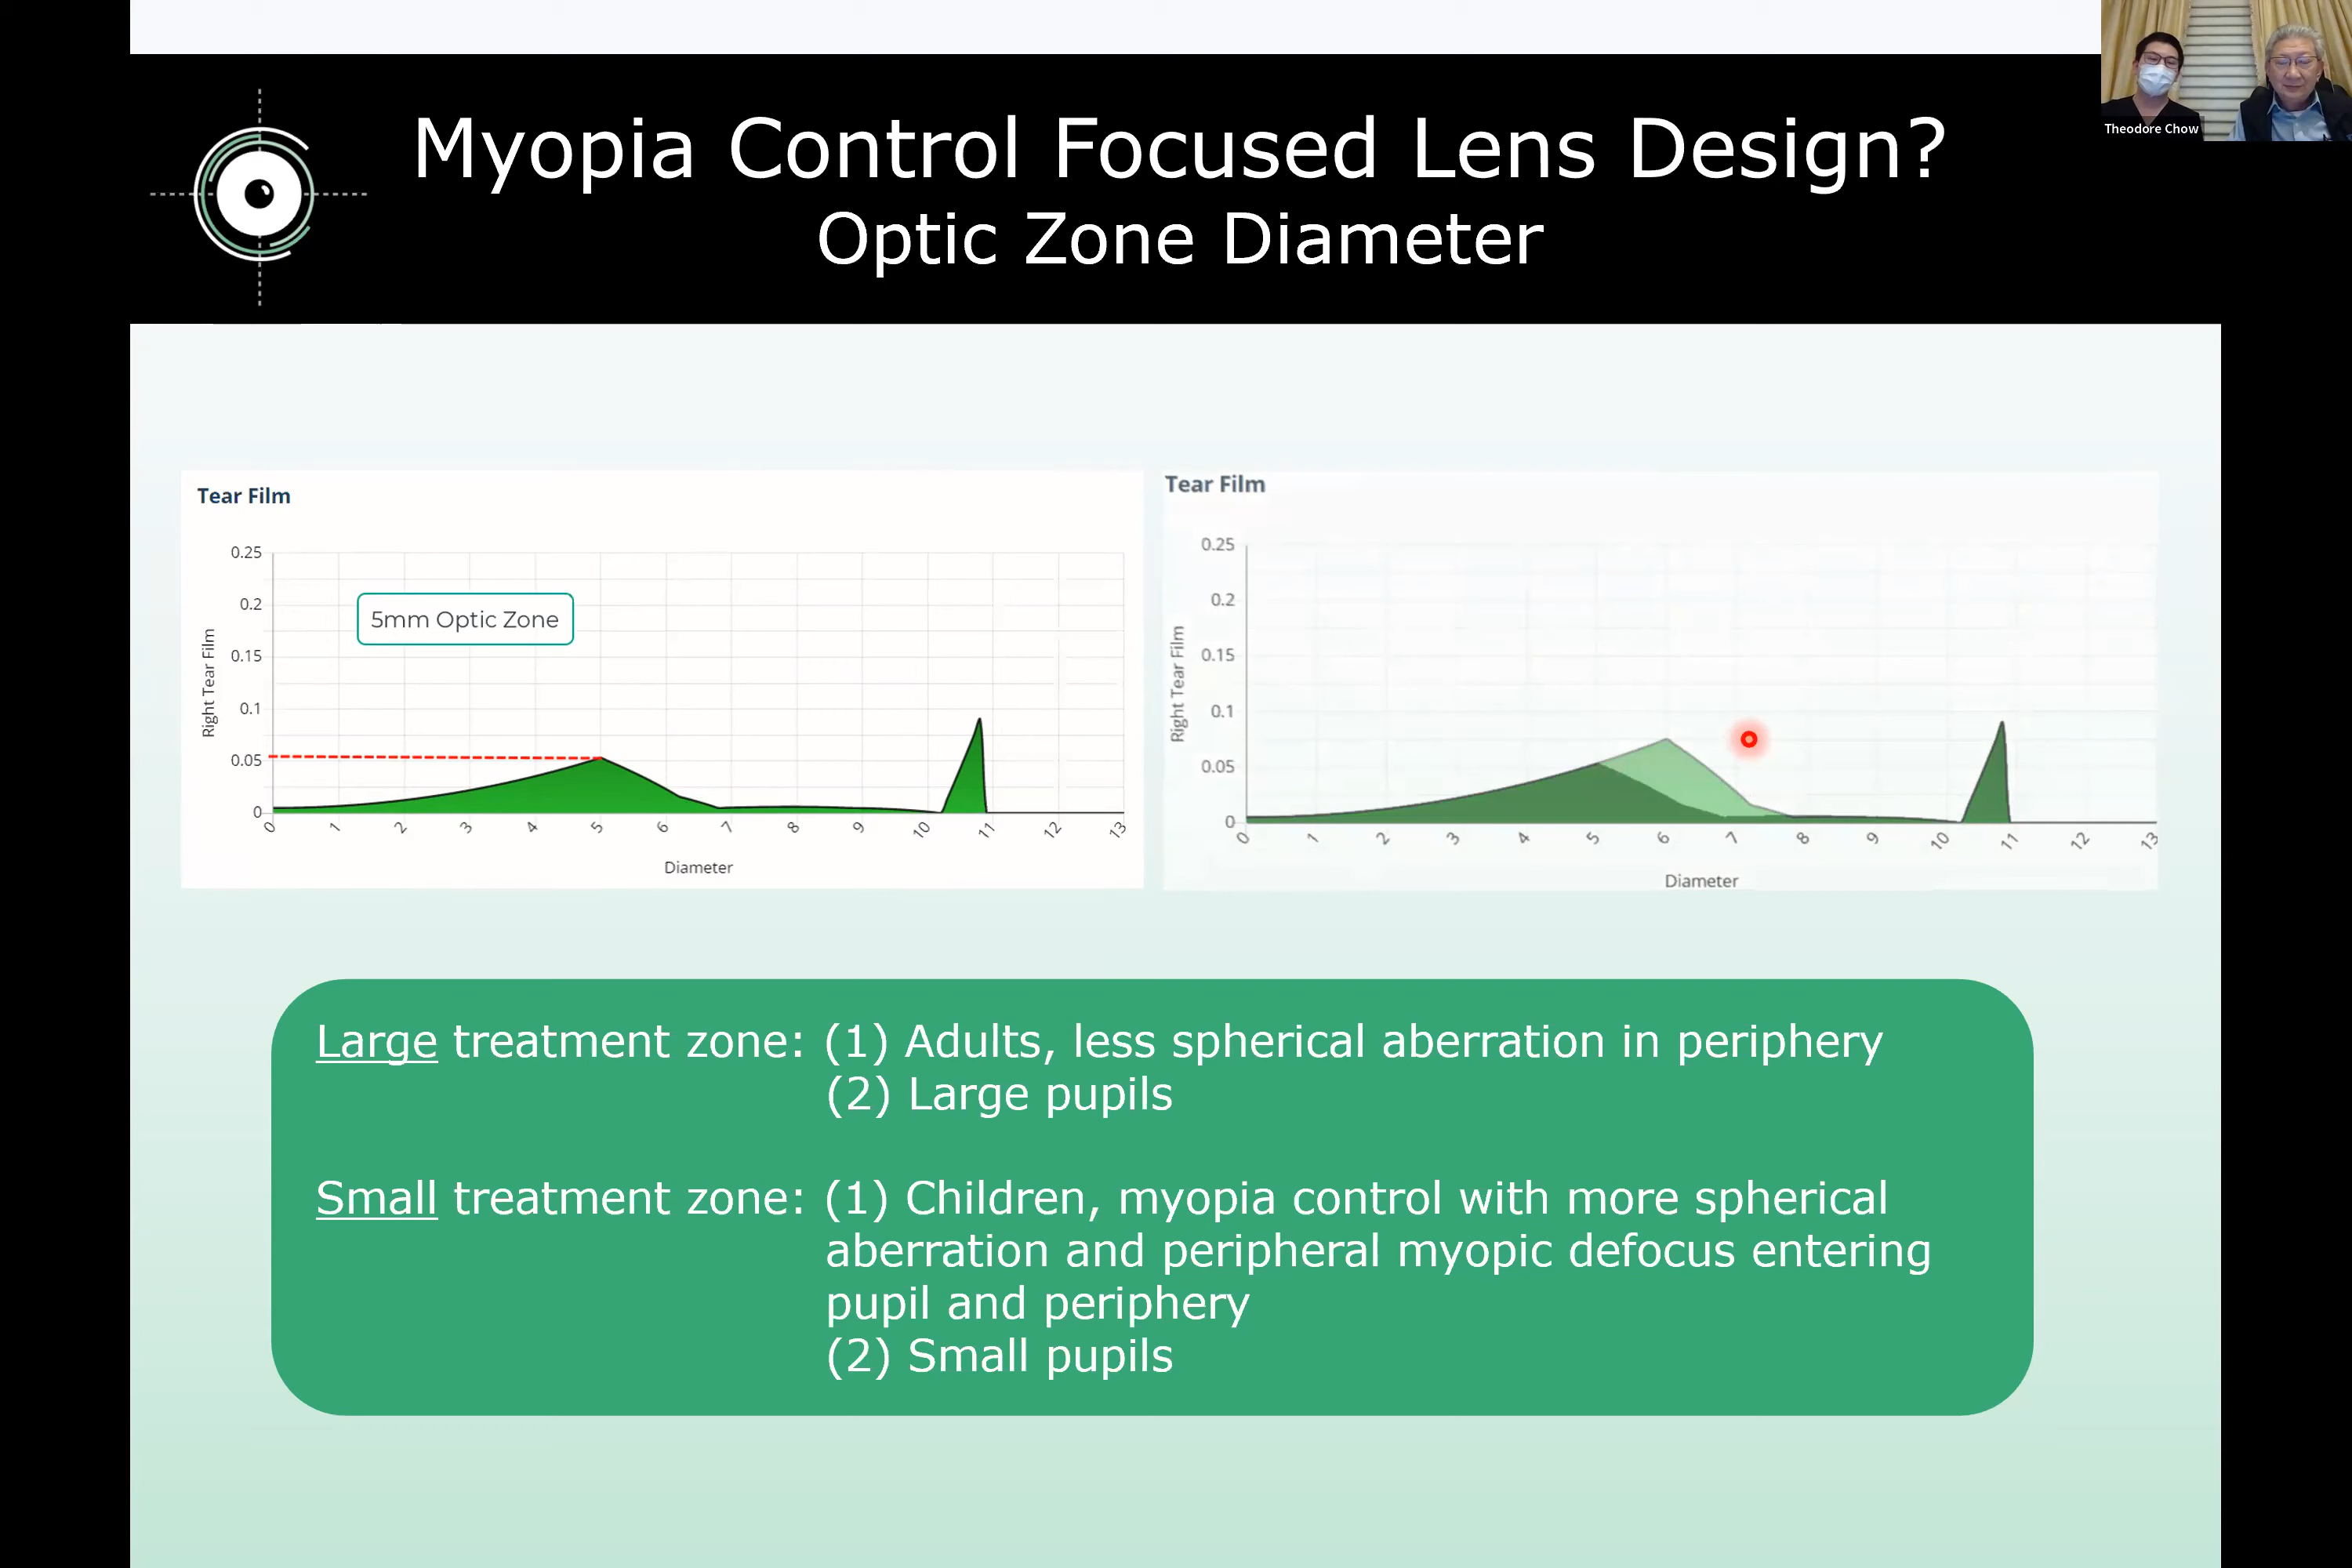 Theodore Chow
Myopia Control Focused Lens Design?
Optic Zone Diameter
Tear Film
0.25
0.2
0.15
0.1
0.05
0
Right Tear Film
5mm Optic Zone
0 1 2 3 4 5 6 7 8 9 10 11 12 13
Diameter
Tear Film
0.25
0.2
0.15
0.1
0.05
0
Right Tear Film
0 1 2 3 4 5 6 7 8 9 10 11 12 13
Diameter
Large treatment zone: (1) Adults, less spherical aberration in periphery
(2) Large pupils
Small treatment zone: (1) Children, myopia control with more spherical
aberration and peripheral myopic defocus entering
pupil and periphery
(2) Small pupils